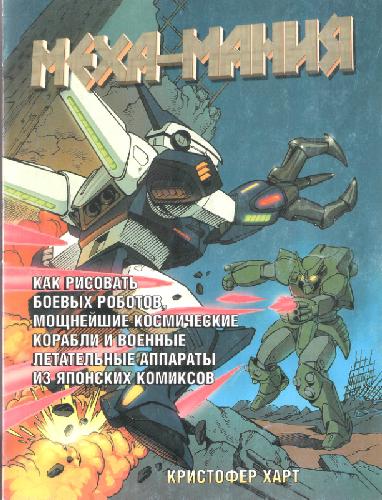 МЕХА-МАНИЯ
КАК РИСОВАТЬ
БОЕВЫХ РОБОТОВ,
МОЩНЕЙШИЕ КОСМИЧЕСКИЕ
КОРАБЛИ И ВОЕННЫЕ
ЛЕТАТЕЛЬНЫЕ АППАРАТЫ
ИЗ ЯПОНСКИХ КОМИКСОВ
КРИСТОФЕР ХАРТ